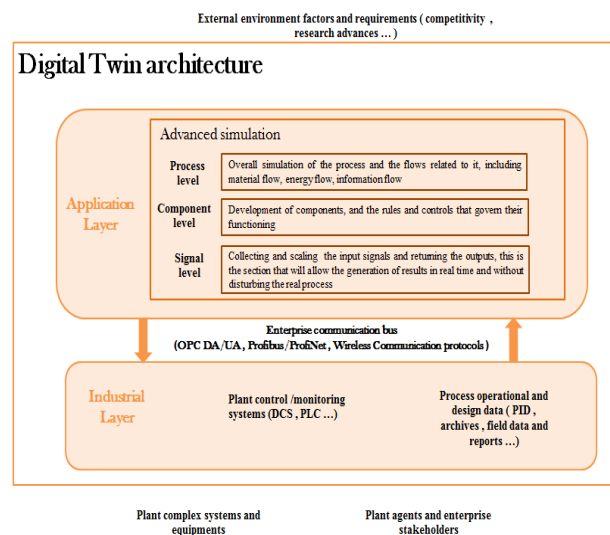 External environment factors and requirements ( competitivity ,
research advances ... )
Digital Twin architecture
Advanced simulation
Process
level
Overall simulation of the process and the flows related to it, including
material flow, energy flow, information flow
Application
Layer
Component
level
Development of components, and the rules and controls that govern their
functioning
Signal
level
Collecting and scaling the input signals and returning the outputs, this is
the section that will allow the generation of results in real time and without
disturbing the real process
Enterprise communication bus
(OPC DA/UA , Profibus/ProfiNet , Wireless Communication protocols )
Industrial
Layer
Plant control /monitoring
systems (DCS , PLC ...)
Process operational and
design data ( PID ,
archives , field data and
reports ...)
Plant complex systems and
equipments
Plant agents and enterprise
stakeholders